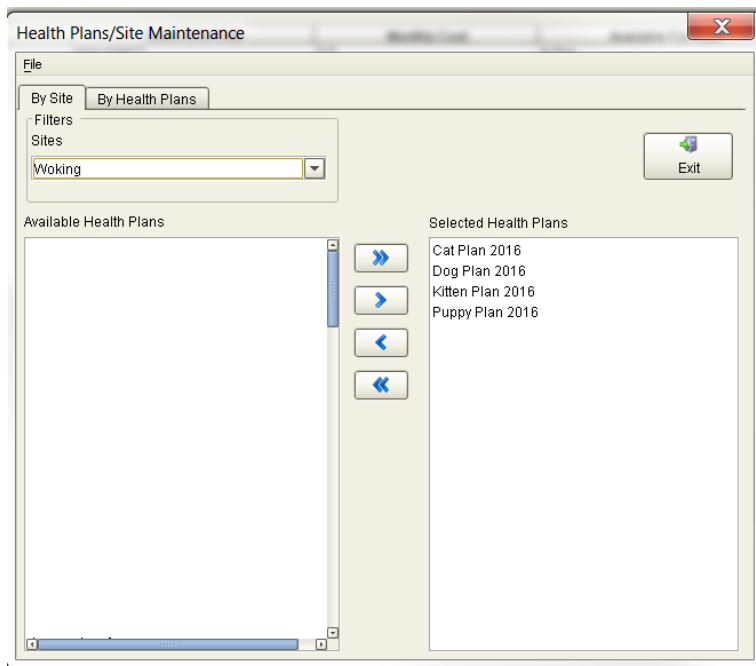 Health Plans/Site Maintenance
File
By Site
By Health Plans
Filters
Sites
Woking
Exit
Available Health Plans
Selected Health Plans
Cat Plan 2016
Dog Plan 2016
Kitten Plan 2016
Puppy Plan 2016